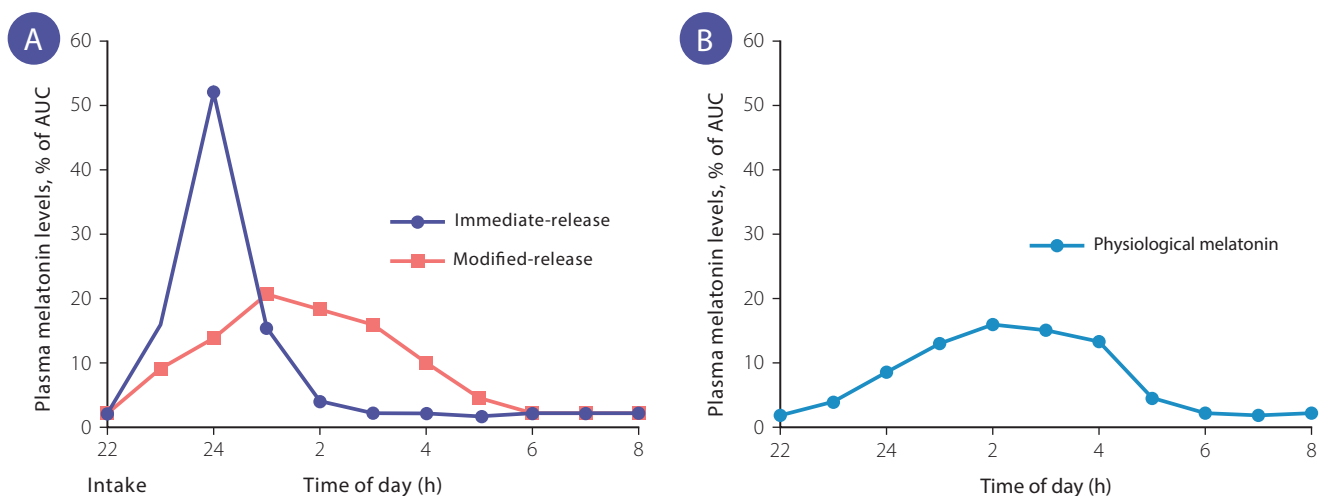 A
Plasma melatonin levels, % of AUC
60
50
40
30
20
10
0
Immediate-release
Modified-release
22
24
2
4
6
8
Intake
Time of day (h)
B
Plasma melatonin levels, % of AUC
60
50
40
30
20
10
0
Physiological melatonin
22
24
2
4
6
8
Time of day (h)